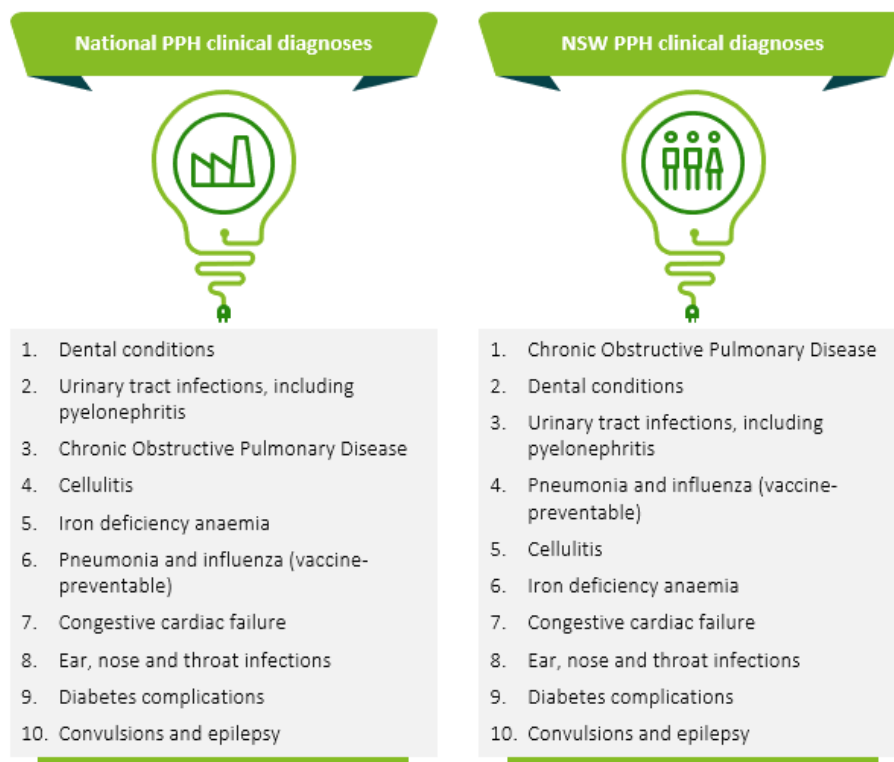 National PPH clinical diagnoses
1. Dental conditions
2. Urinary tract infections, including
pyelonephritis
3. Chronic Obstructive Pulmonary Disease
4. Cellulitis
5. Iron deficiency anaemia
6. Pneumonia and influenza (vaccine-
preventable)
7. Congestive cardiac failure
8. Ear, nose and throat infections
9. Diabetes complications
10. Convulsions and epilepsy
NSW PPH clinical diagnoses
1. Chronic Obstructive Pulmonary Disease
2. Dental conditions
3. Urinary tract infections, including
pyelonephritis
4. Pneumonia and influenza (vaccine-
preventable)
5. Cellulitis
6. Iron deficiency anaemia
7. Congestive cardiac failure
8. Ear, nose and throat infections
9. Diabetes complications
10. Convulsions and epilepsy